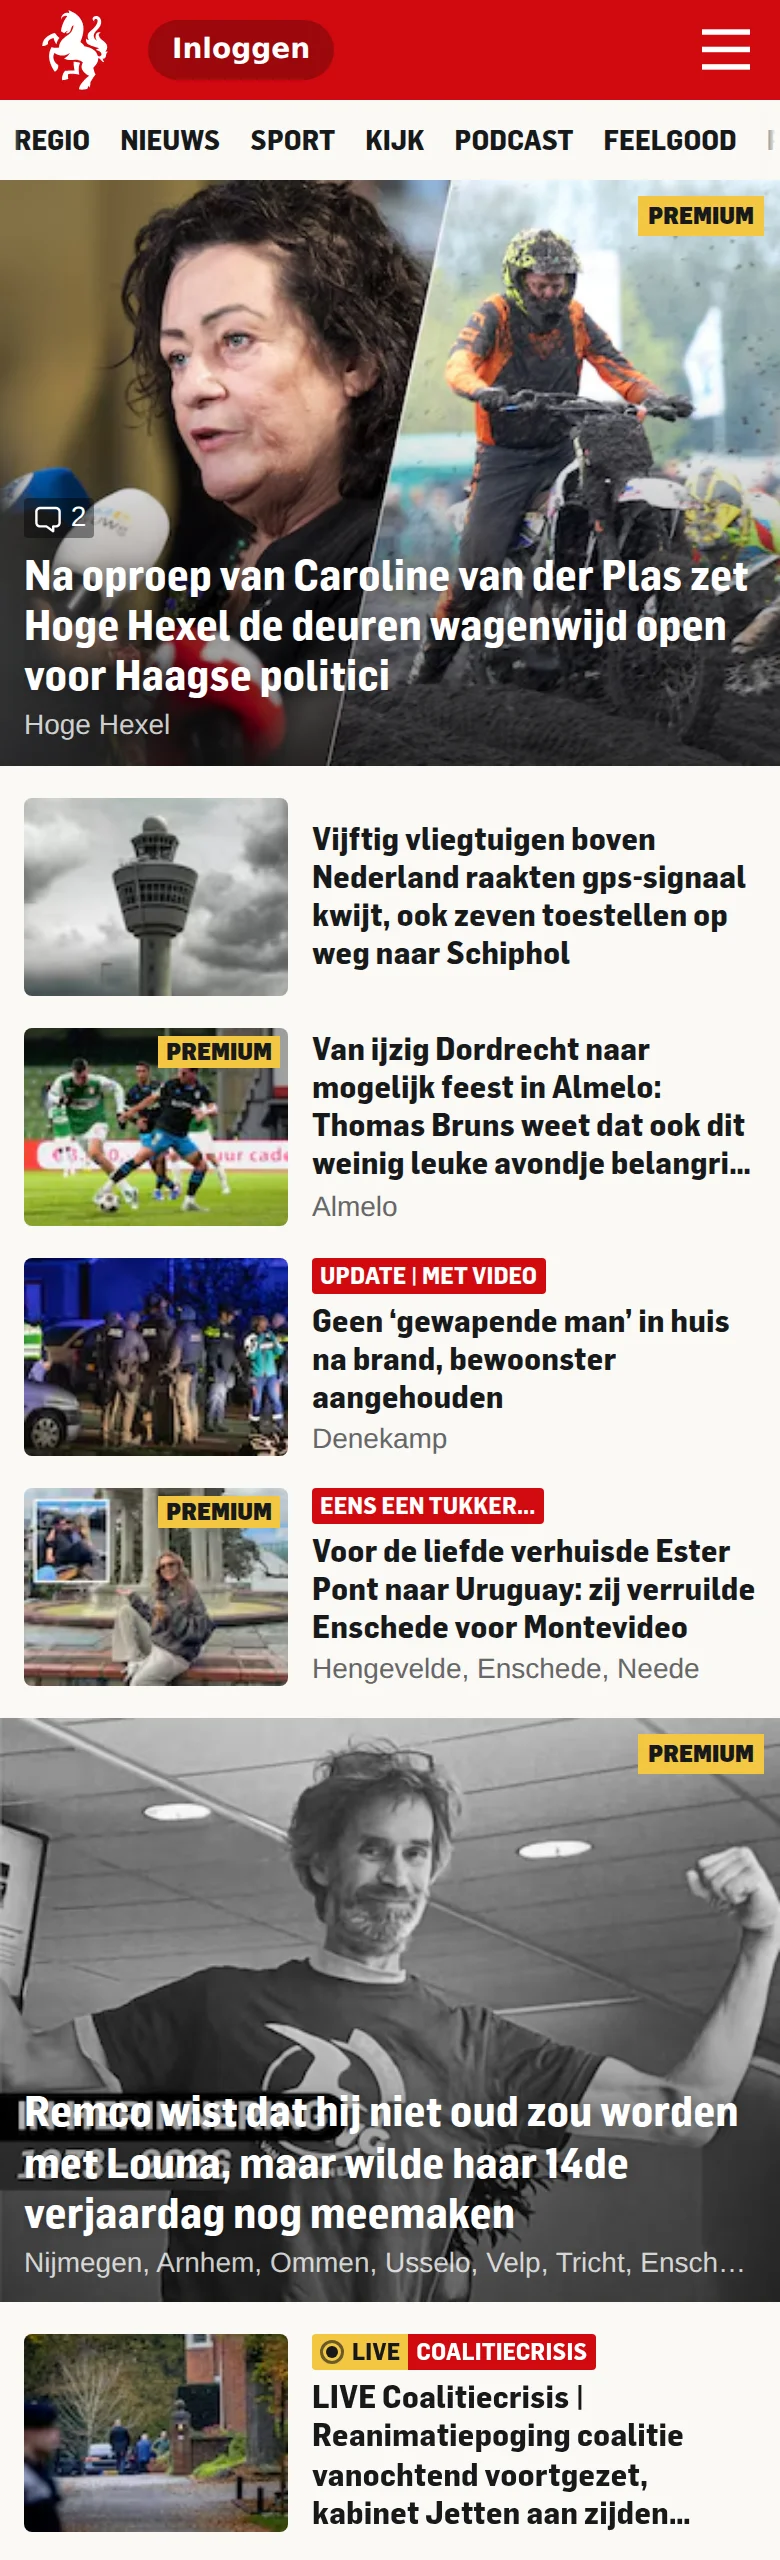 Inloggen
REGIO NIEUWS SPORT KIJK PODCAST FEELGOOD
PREMIUM
2
Na oproep van Caroline van der Plas zet
Hoge Hexel de deuren wagenwijd open
voor Haagse politici
Hoge Hexel
Vijftig vliegtuigen boven
Nederland raakten gps-signaal
kwijt, ook zeven toestellen op
weg naar Schiphol
PREMIUM
Van ijzig Dordrecht naar
mogelijk feest in Almelo:
Thomas Bruns weet dat ook dit
weinig leuke avondje belangri...
Almelo
UPDATE | MET VIDEO
Geen ‘gewapende man’ in huis
na brand, bewoonster
aangehouden
Denekamp
PREMIUM
EENS EEN TUKKER...
Voor de liefde verhuisde Ester
Pont naar Uruguay: zij verruilde
Enschede voor Montevideo
Hengevelde, Enschede, Neede
PREMIUM
Remco wist dat hij niet oud zou worden
met Louna, maar wilde haar 14de
verjaardag nog meemaken
Nijmegen, Arnhem, Ommen, Usselo, Velp, Tricht, Ensch...
LIVE COALITIECRISIS
LIVE Coalitiecrisis |
Reanimatiepoging coalitie
vanochtend voortgezet,
kabinet Jetten aan zijden...